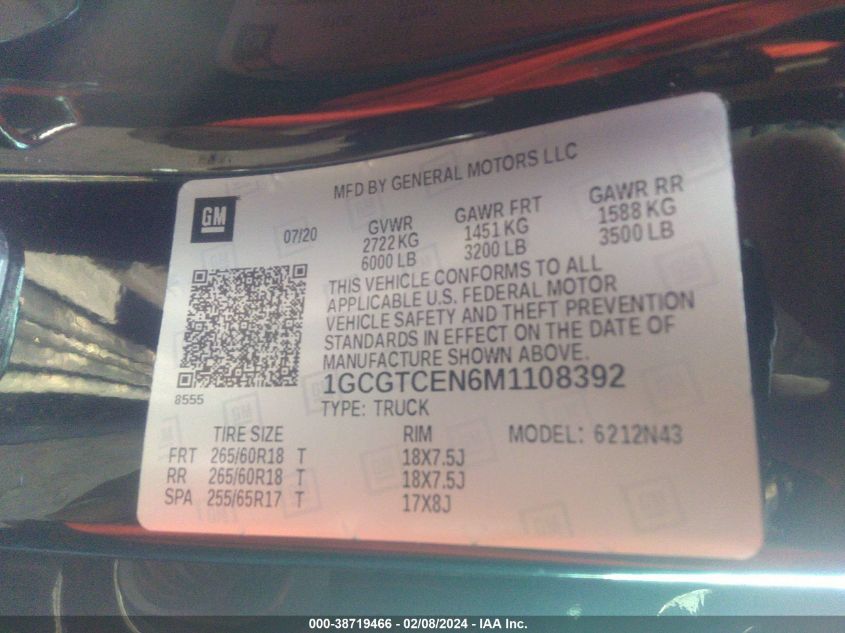 MFD BY GENERAL MOTORS LLC
GM
07/20
GVWR GAWR FRT GAWR RR
2722 KG 1451 KG 1588 KG
6000 LB 3200 LB 3500 LB
THIS VEHICLE CONFORMS TO ALL
APPLICABLE U.S. FEDERAL MOTOR
VEHICLE SAFETY AND THEFT PREVENTION
STANDARDS IN EFFECT ON THE DATE OF
MANUFACTURE SHOWN ABOVE.
8555
1GCGTCEN6M1108392
TYPE: TRUCK
TIRE SIZE RIM MODEL: 6212N43
FRT 265/60R18 T 18X7.5J
RR 265/60R18 T 18X7.5J
SPA 255/65R17 T 17X8J
000-38719466 - 02/08/2024 - IAA Inc.